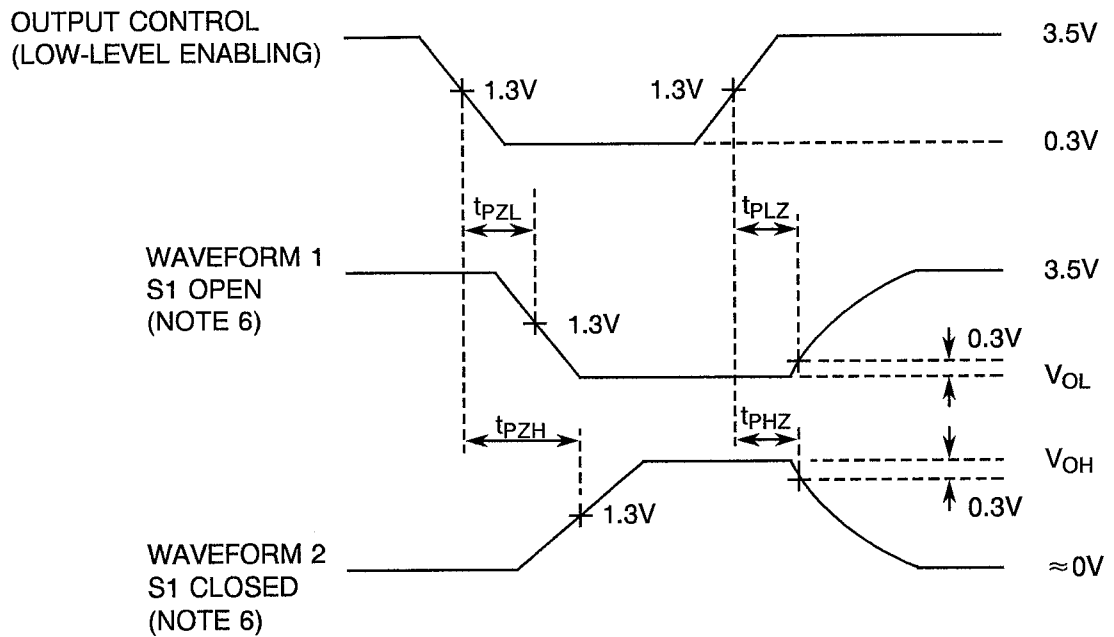 OUTPUT CONTROL
(LOW-LEVEL ENABLING)
3.5V
1.3V
1.3V
0.3V
tPZL
tPLZ
WAVEFORM 1
S1 OPEN
(NOTE 6)
3.5V
1.3V
0.3V
VOL
tPZH
tPHZ
VOH
0.3V
1.3V
WAVEFORM 2
S1 CLOSED
(NOTE 6)
≈0V